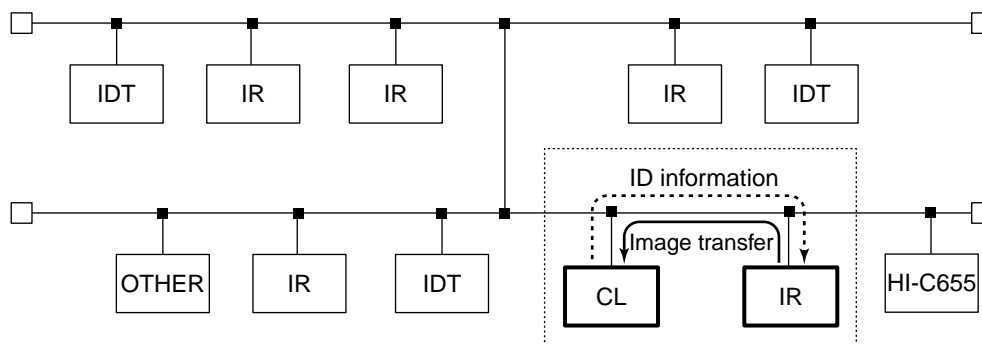 IDT
IR
IR
IR
IDT
ID information
Image transfer
OTHER
IR
IDT
CL
IR
HI-C655